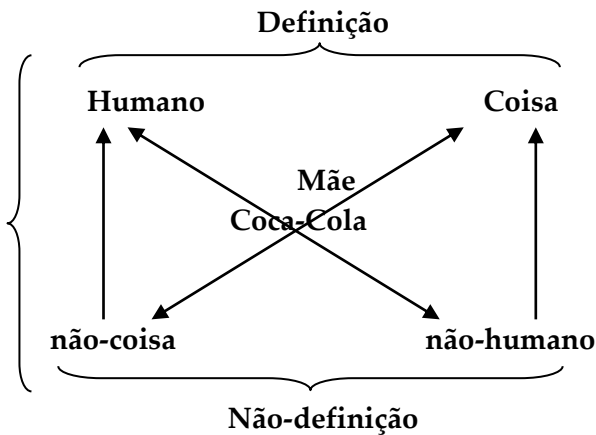 Definição
Humano Coisa
Mãe
Coca-Cola
não-coisa não-humano
Não-definição